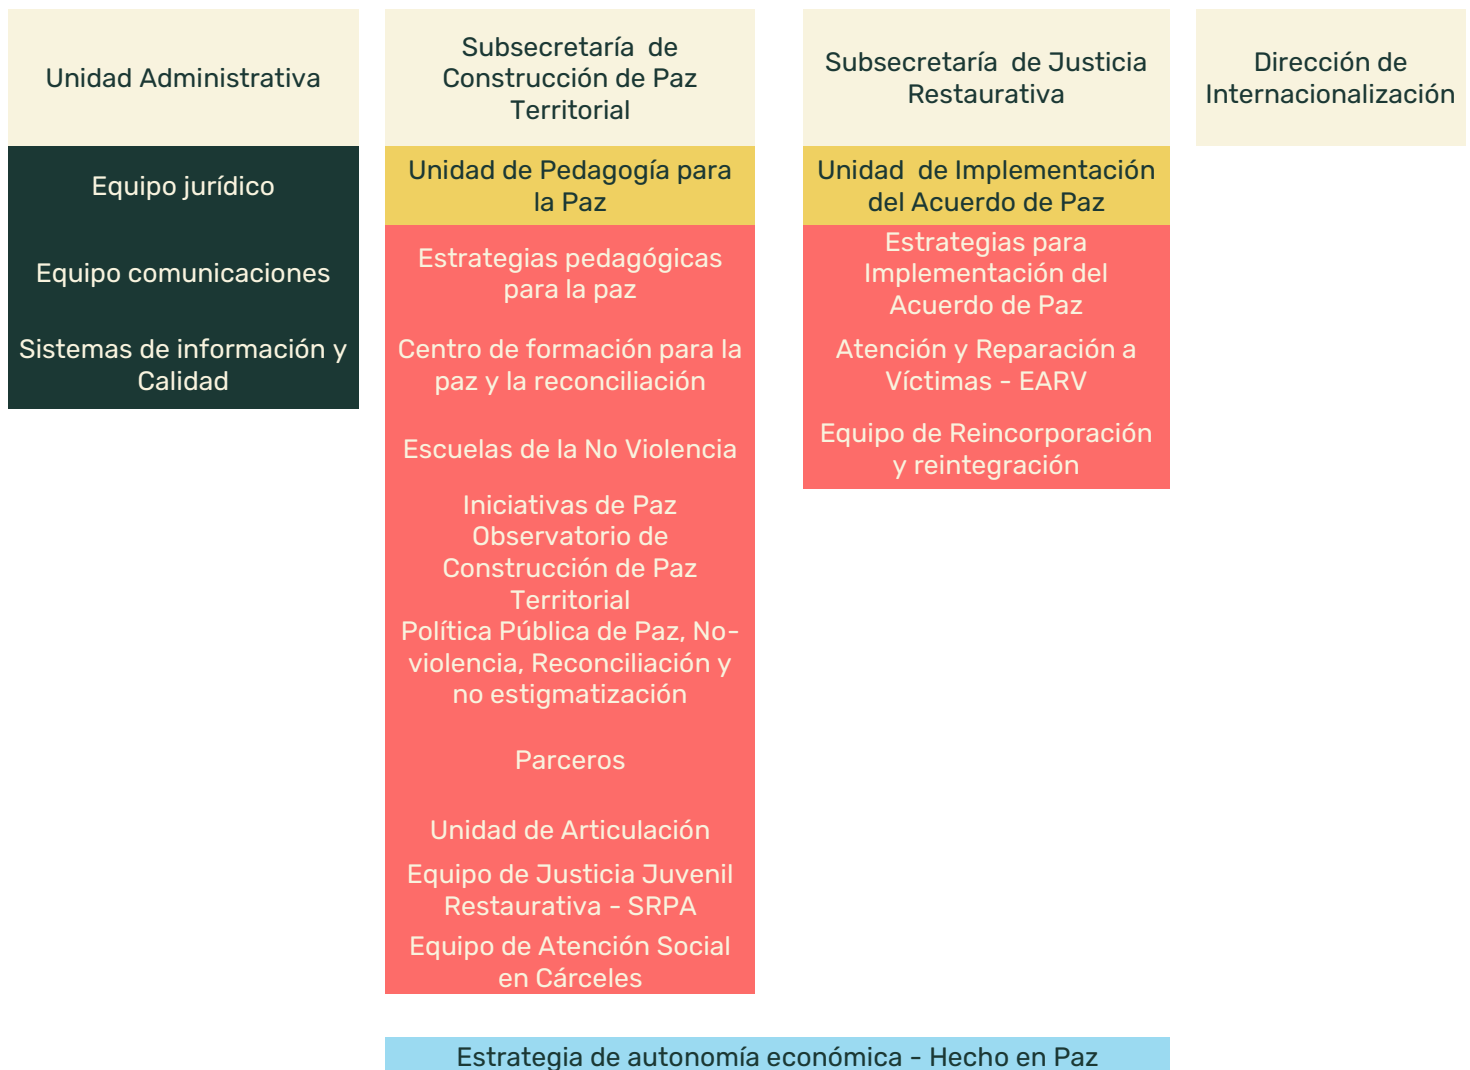 Unidad Administrativa
Equipo jurídico
Equipo comunicaciones
Sistemas de información y
Calidad
Subsecretaría  de
Construcción de Paz
Territorial
Unidad de Pedagogía para
la Paz
Estrategias pedagógicas
para la paz
Centro de formación para la
paz y la reconciliación
Escuelas de la No Violencia
Iniciativas de Paz
Observatorio de
Construcción de Paz
Territorial
Política Pública de Paz, No-
violencia, Reconciliación y
no estigmatización
Parceros
Unidad de Articulación
Equipo de Justicia Juvenil
Restaurativa - SRPA
Equipo de Atención Social
en Cárceles
Subsecretaría  de Justicia
Restaurativa
Unidad  de Implementación
del Acuerdo de Paz
Estrategias para
Implementación del
Acuerdo de Paz
Atención y Reparación a
Víctimas - EARV
Equipo de Reincorporación
y reintegración
Dirección de
Internacionalización
Estrategia de autonomía económica - Hecho en Paz